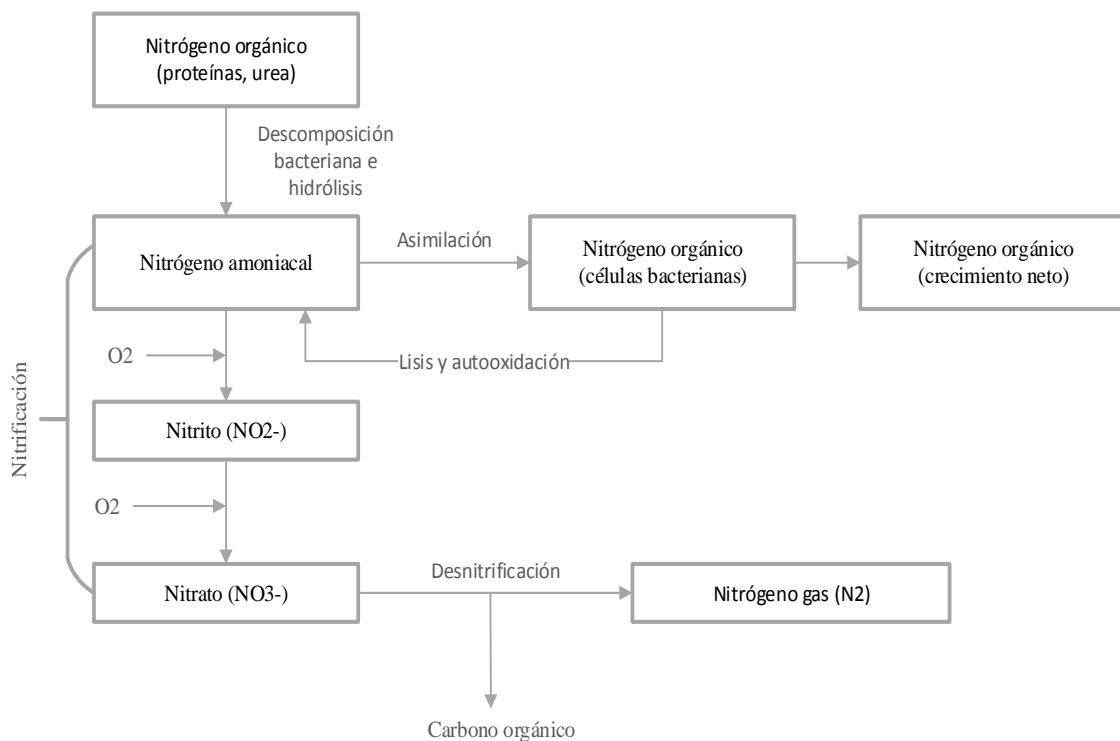 Nitrógeno orgánico
(proteínas, urea)
Descomposición
bacteriana e
hidrólisis
Nitrógeno amoniacal
Asimilación
Nitrógeno orgánico
(células bacterianas)
Nitrógeno orgánico
(crecimiento neto)
O2
Lisis y autooxidación
Nitrificación
Nitrito (NO2-)
O2
Nitrato (NO3-)
Desnitrificación
Nitrógeno gas (N2)
Carbono orgánico